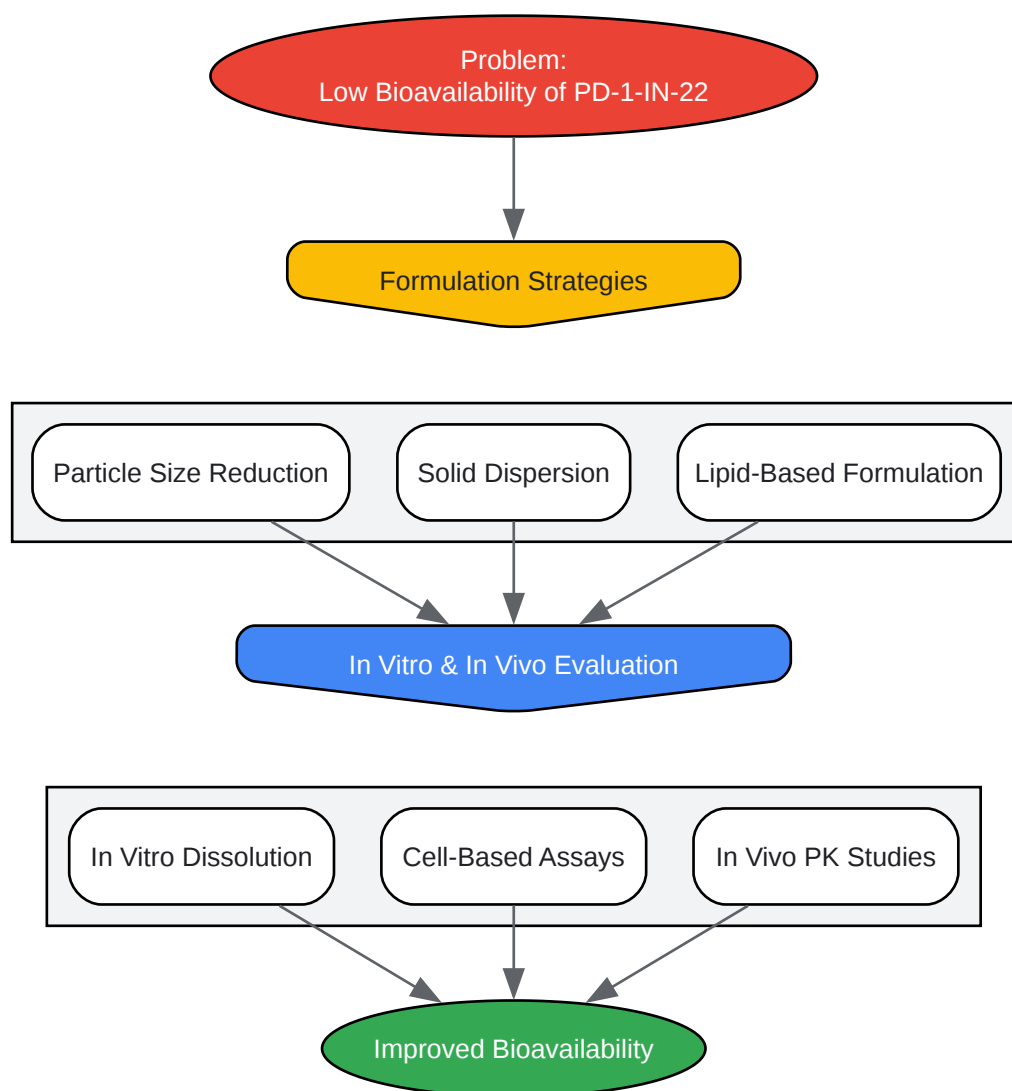 Problem:
Low Bioavailability of PD-1-IN-22
Formulation Strategies
Particle Size Reduction
Solid Dispersion
Lipid-Based Formulation
In Vitro & In Vivo Evaluation
In Vitro Dissolution
Cell-Based Assays
In Vivo PK Studies
Improved Bioavailability